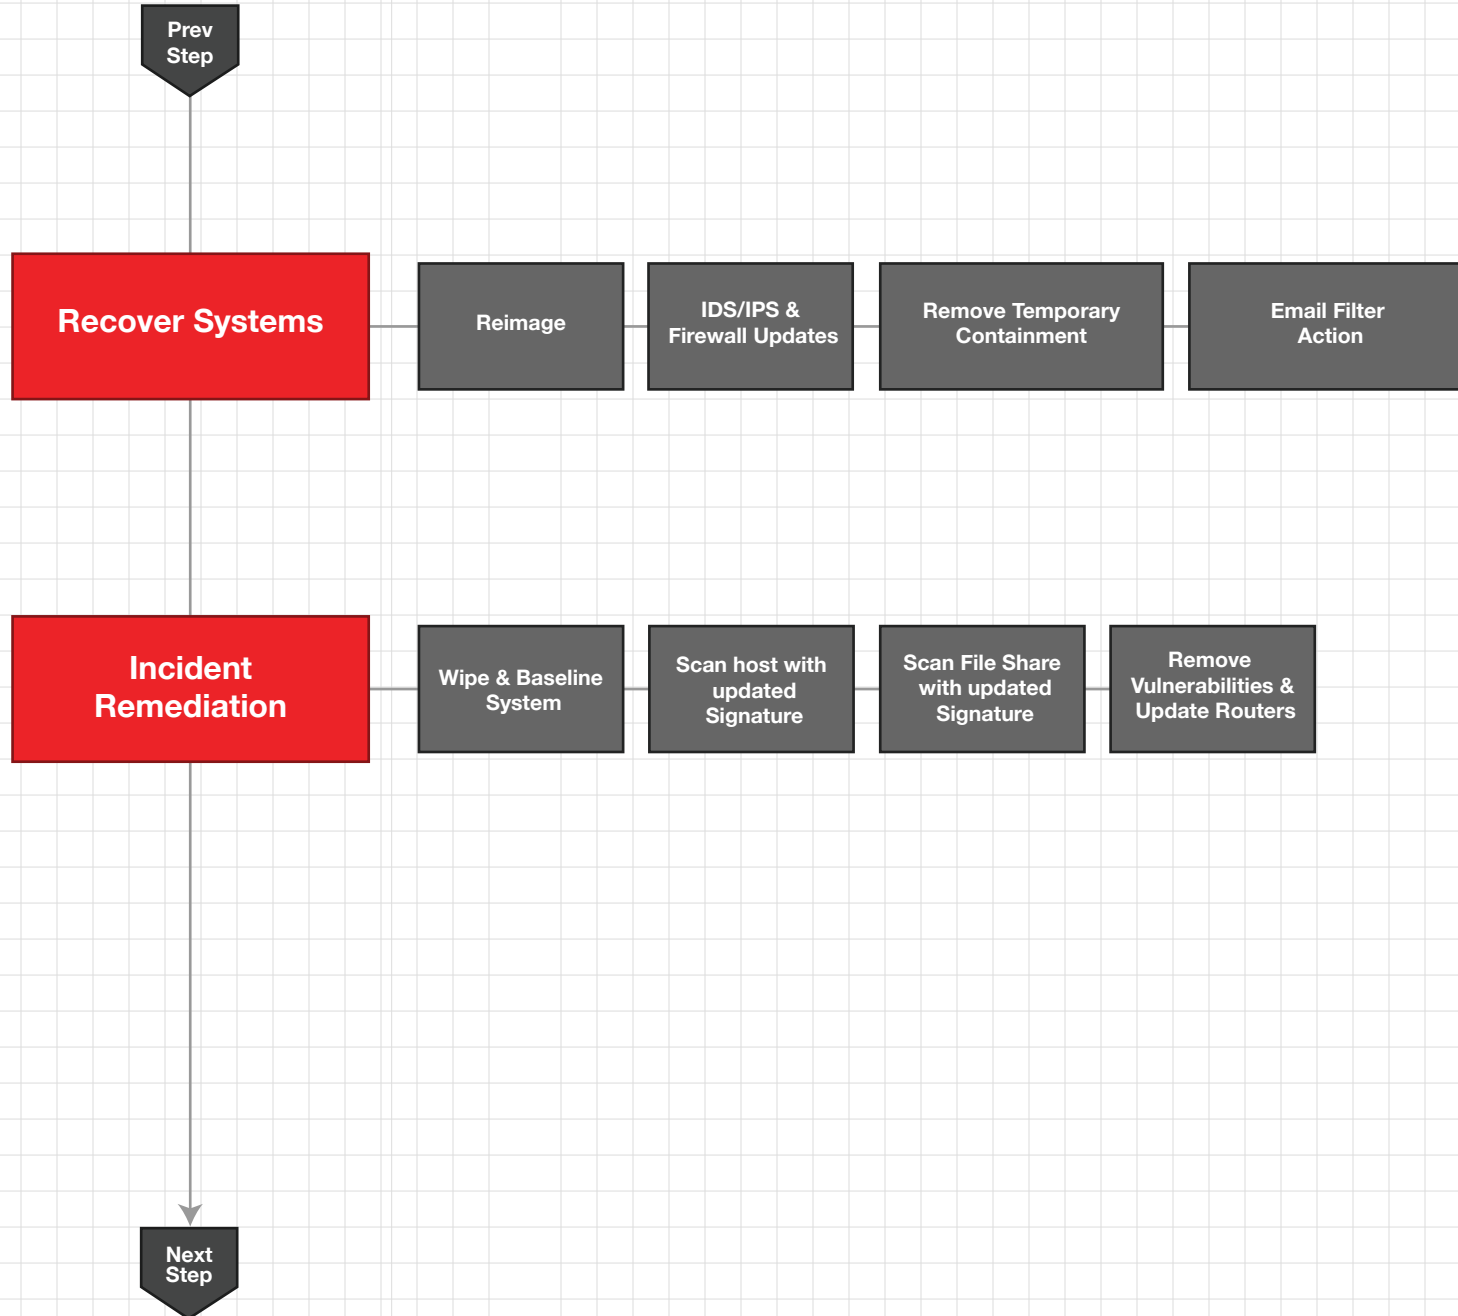 Prev
Step
Recover Systems
Reimage
IDS/IPS &
Firewall Updates
Remove Temporary
Containment
Email Filter
Action
Incident
Remediation
Wipe & Baseline
System
Scan host with
updated
Signature
Scan File Share
with updated
Signature
Remove
Vulnerabilities &
Update Routers
Next
Step